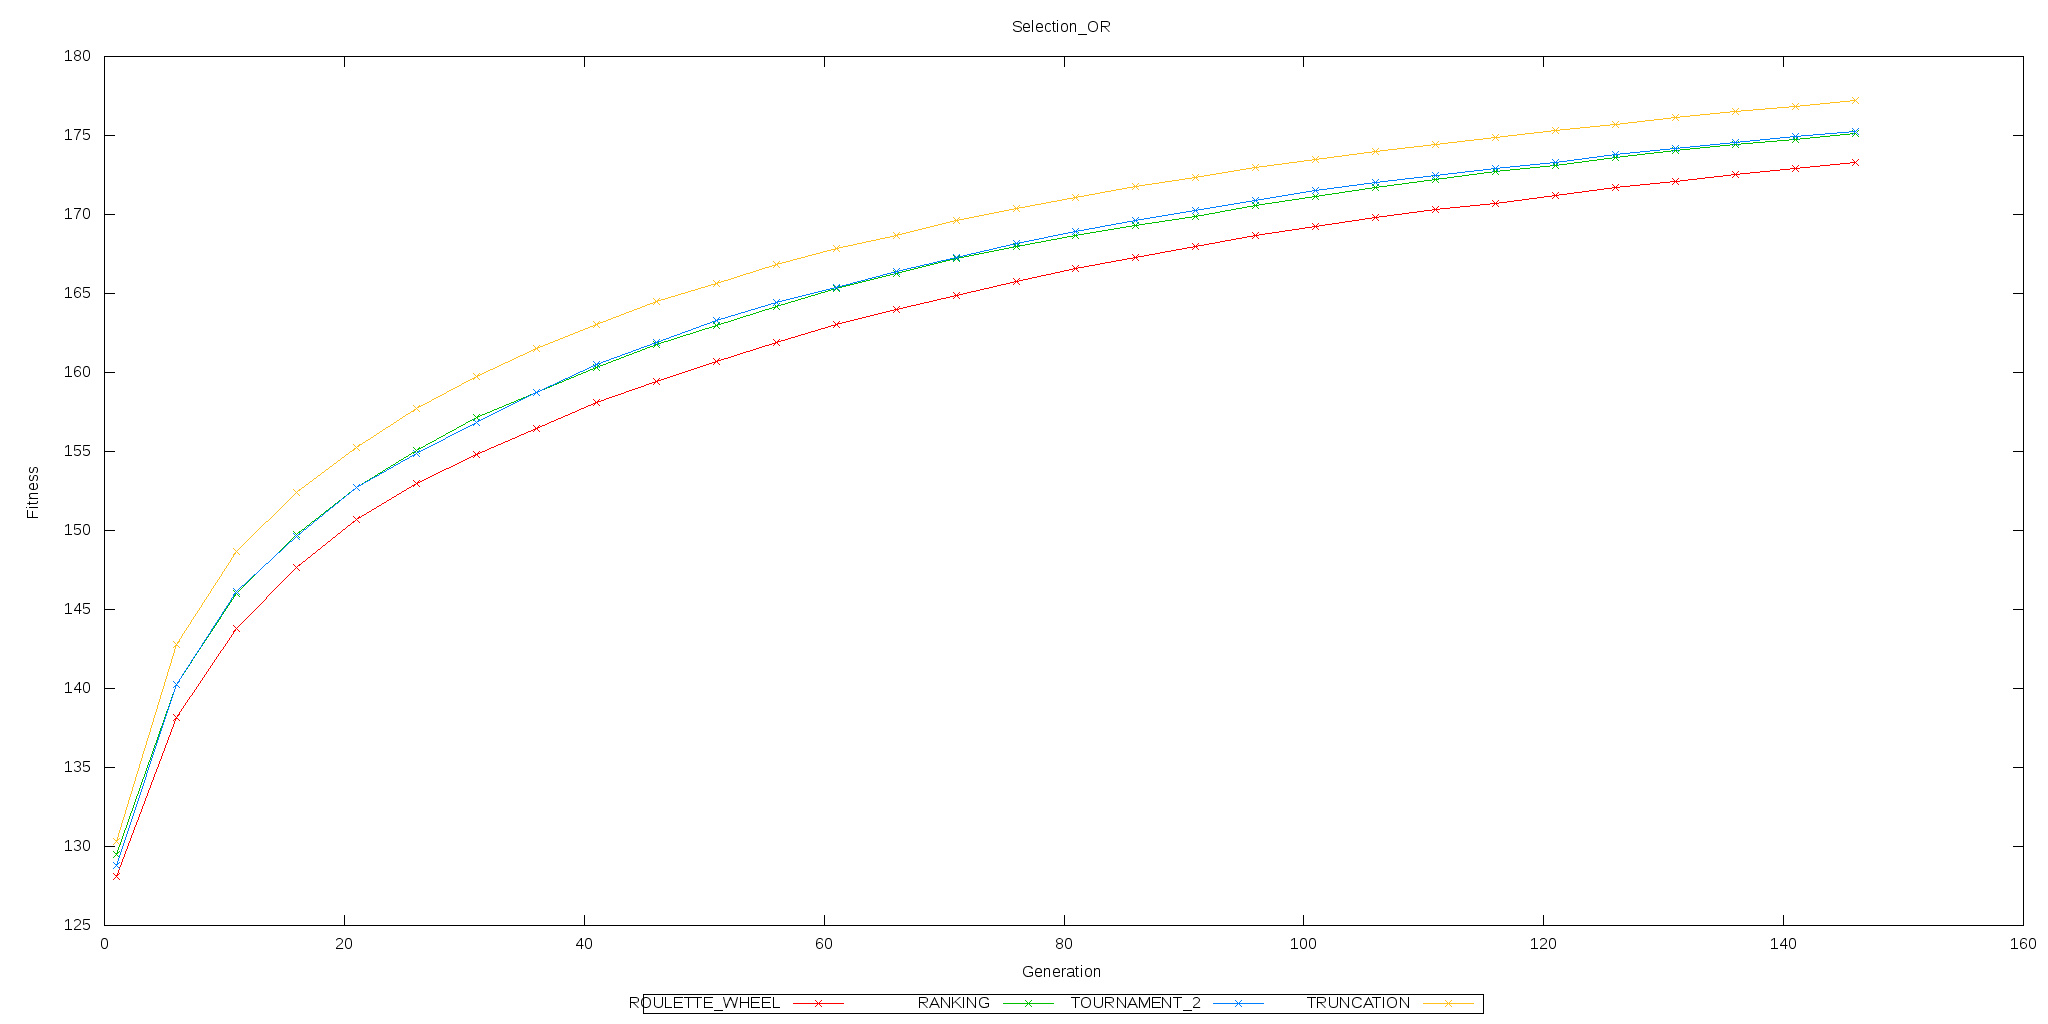 Selection_OR
180
175
170
165
160
155
150
145
140
135
130
125
Fitness
0 20 40 60 80 100 120 140 160
Generation
ROULETTE_WHEEL RANKING TOURNAMENT_2 TRUNCATION